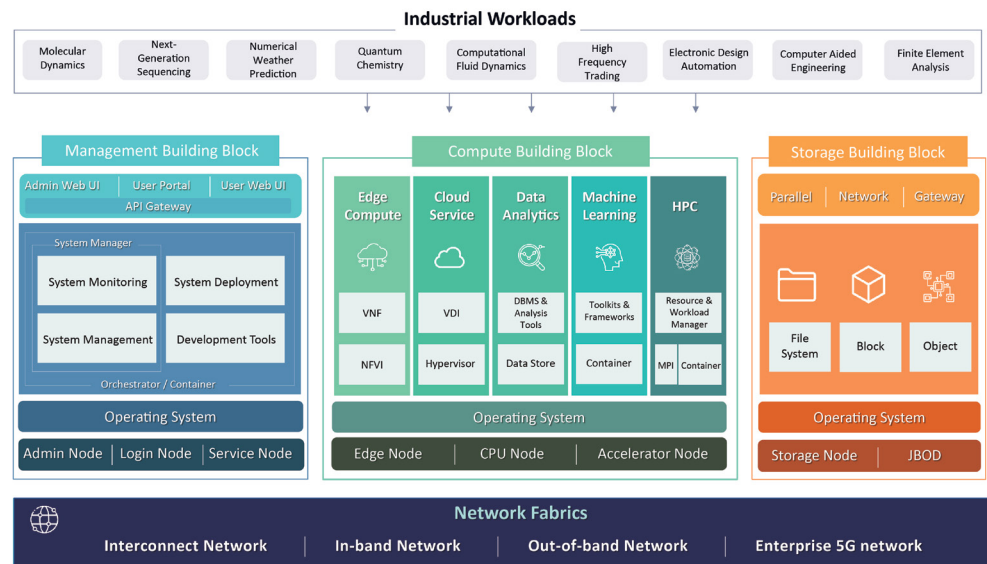 Industrial Workloads
Molecular
Dynamics
Next-
Generation
Sequencing
Numerical
Weather
Prediction
Quantum
Chemistry
Computational
Fluid Dynamics
High
Frequency
Trading
Electronic Design
Automation
Computer Aided
Engineering
Finite Element
Analysis
Management Building Block
Admin Web UI
User Portal
User Web UI
API Gateway
System Manager
System Monitoring
System Deployment
System Management
Development Tools
Orchestrator / Container
Operating System
Admin Node
Login Node
Service Node
Compute Building Block
Edge
Compute
VNF
NFVI
Cloud
Service
VDI
Hypervisor
Data
Analytics
DBMS &
Analysis
Tools
Data Store
Machine
Learning
Toolkits &
Frameworks
Container
HPC
Resource &
Workload
Manager
MPI
Container
Operating System
Edge Node
CPU Node
Accelerator Node
Storage Building Block
Parallel
Network
Gateway
File
System
Block
Object
Operating System
Storage Node
JBOD
Network Fabrics
Interconnect Network
In-band Network
Out-of-band Network
Enterprise 5G network